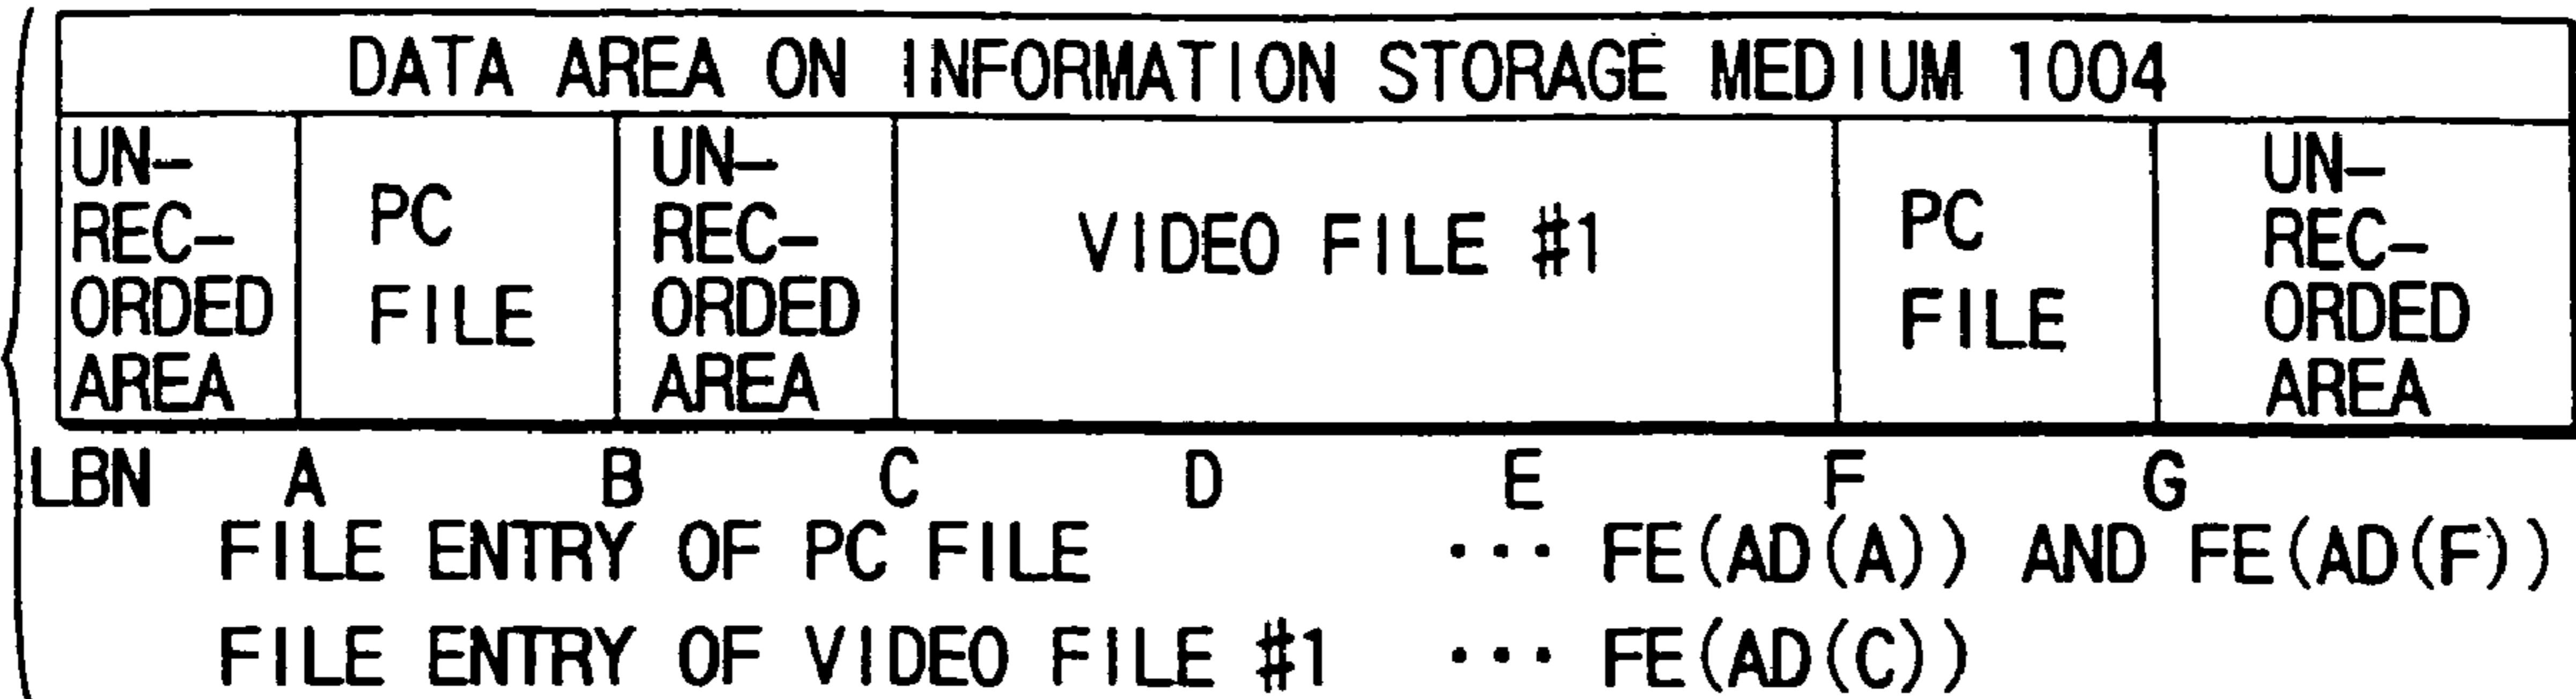 DATA AREA ON INFORMATION STORAGE MEDIUM 1004
UN-
REC-
ORDED
AREA
PC
FILE
UN-
REC-
ORDED
AREA
VIDEO FILE #1
PC
FILE
UN-
REC-
ORDED
AREA
LBN A B C D E F G
FILE ENTRY OF PC FILE ··· FE(AD(A)) AND FE(AD(F))
FILE ENTRY OF VIDEO FILE #1 ··· FE(AD(C))